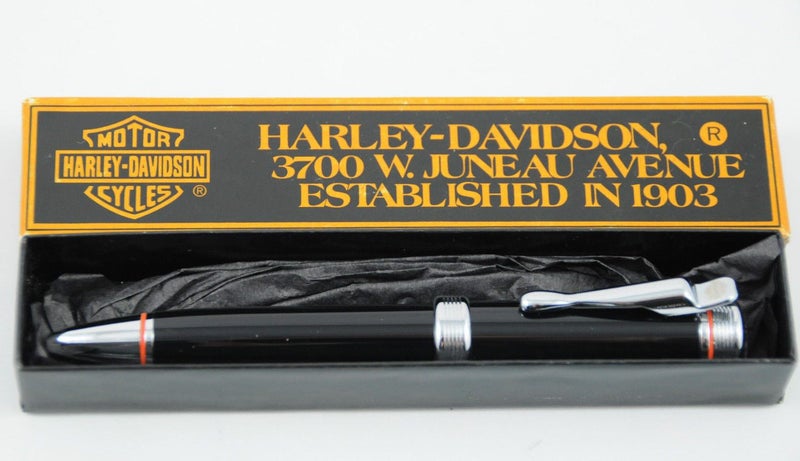 MOTOR
HARLEY-DAVIDSON
CYCLES ®
HARLEY-DAVIDSON, ®
3700 W. JUNEAU AVENUE
ESTABLISHED IN 1903